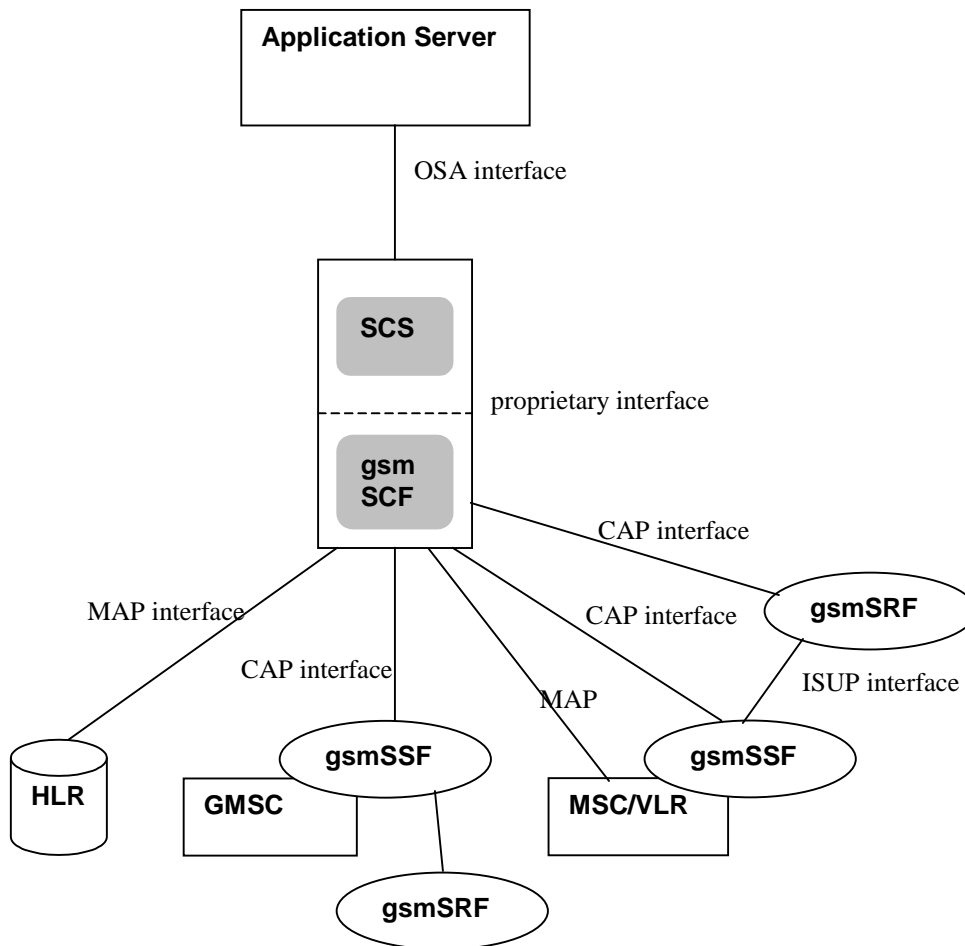 Application Server
OSA interface
SCS
proprietary interface
gsm
SCF
CAP interface
MAP interface
CAP interface
gsmSRF
CAP interface
ISUP interface
MAP
gsmSSF
gsmSSF
HLR
GMSC
MSC/VLR
gsmSRF